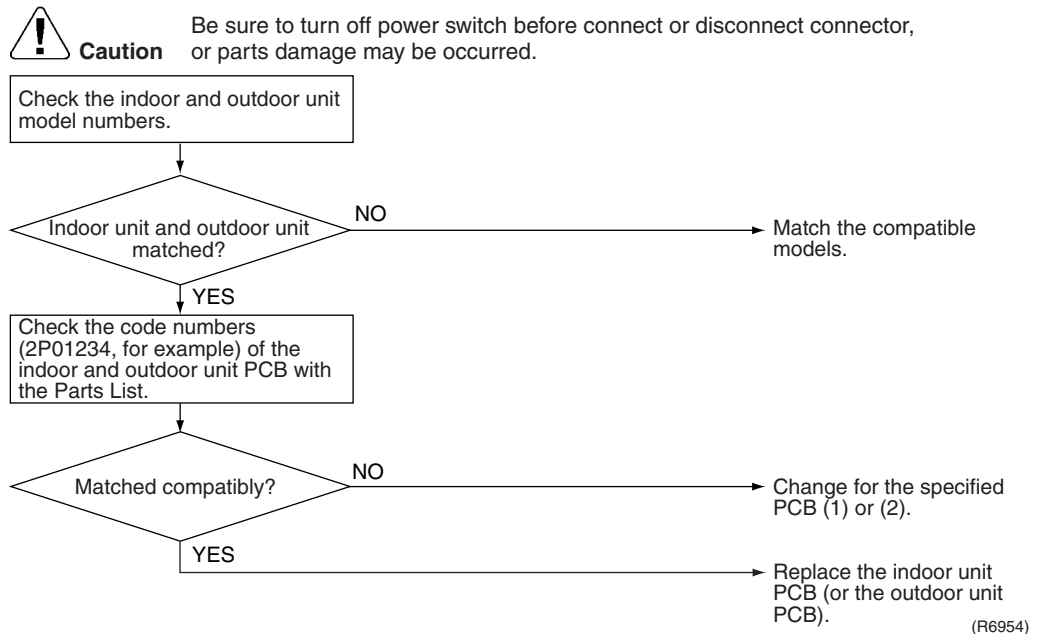 Be sure to turn off power switch before connect or disconnect connector,
Caution or parts damage may be occurred.
Check the indoor and outdoor unit
model numbers.
Indoor unit and outdoor unit
matched?
NO
Match the compatible
models.
YES
Check the code numbers
(2P01234, for example) of the
indoor and outdoor unit PCB with
the Parts List.
Matched compatibly?
NO
Change for the specified
PCB (1) or (2).
YES
Replace the indoor unit
PCB (or the outdoor unit
PCB).
(R6954)